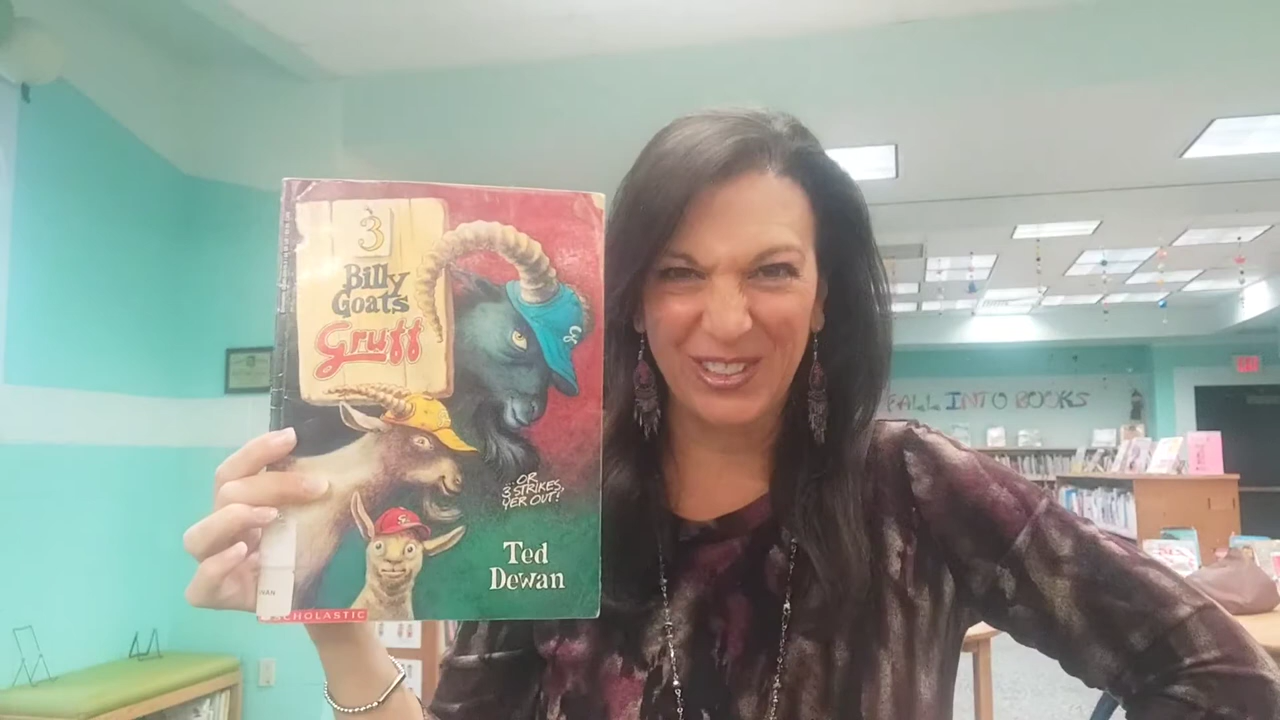 3
Billy
Goats
Gruff
...OR
3 STRIKES,
YER OUT!
Ted
Dewan
SCHOLASTIC
FALL INTO BOOKS
EXIT